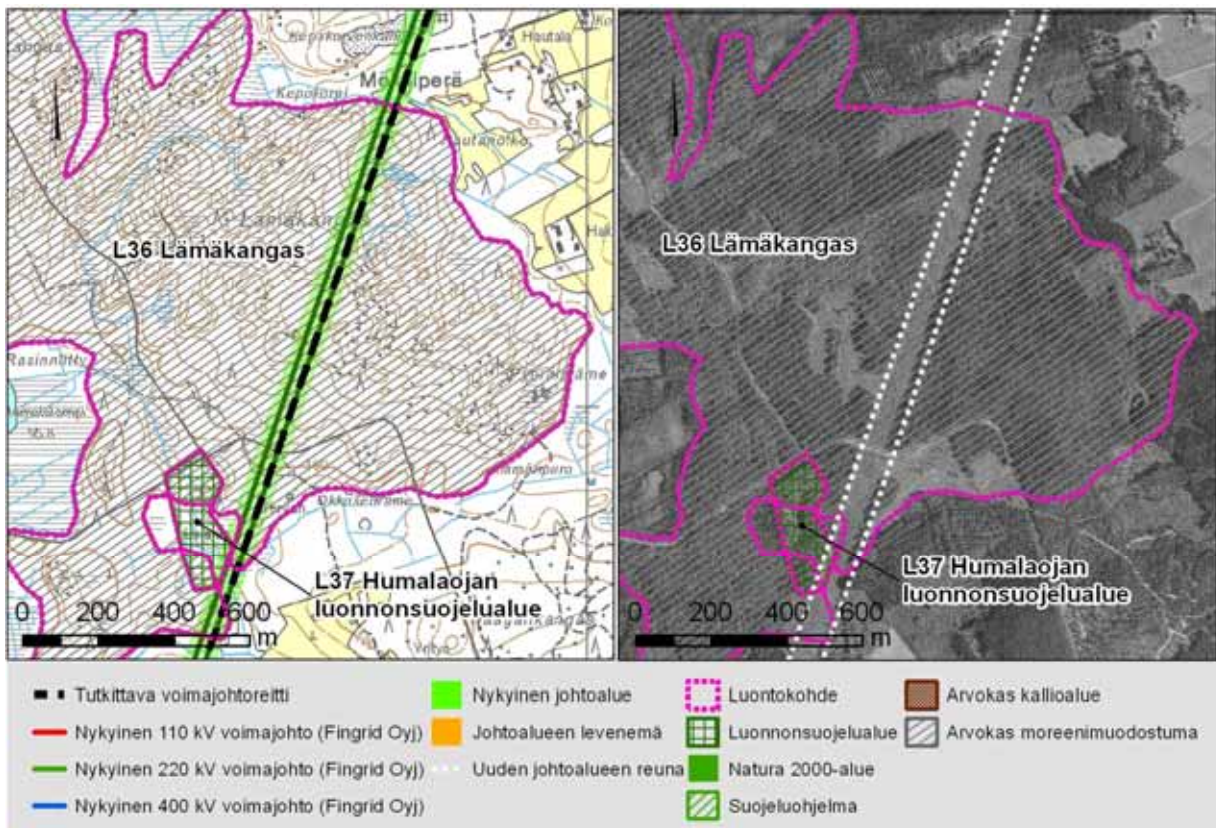 Hautala
L36 Lämäkangas
L37 Humalaojan
luonnonsuojelualue
0 200 400 600
m
L36 Lämäkangas
L37 Humalaojan
luonnonsuojelualue
0 200 400 600
m
Tutkittava voimajohtoreitti
Nykyinen 110 kV voimajohto (Fingrid Oyj)
Nykyinen 220 kV voimajohto (Fingrid Oyj)
Nykyinen 400 kV voimajohto (Fingrid Oyj)
Nykyinen johtoalue
Johtoalueen levenemä
Uuden johtoalueen reuna
Luontokohde
Luonnonsuojelualue
Natura 2000-alue
Suojeluohjelma
Arvokas kallioalue
Arvokas moreenimuodostuma